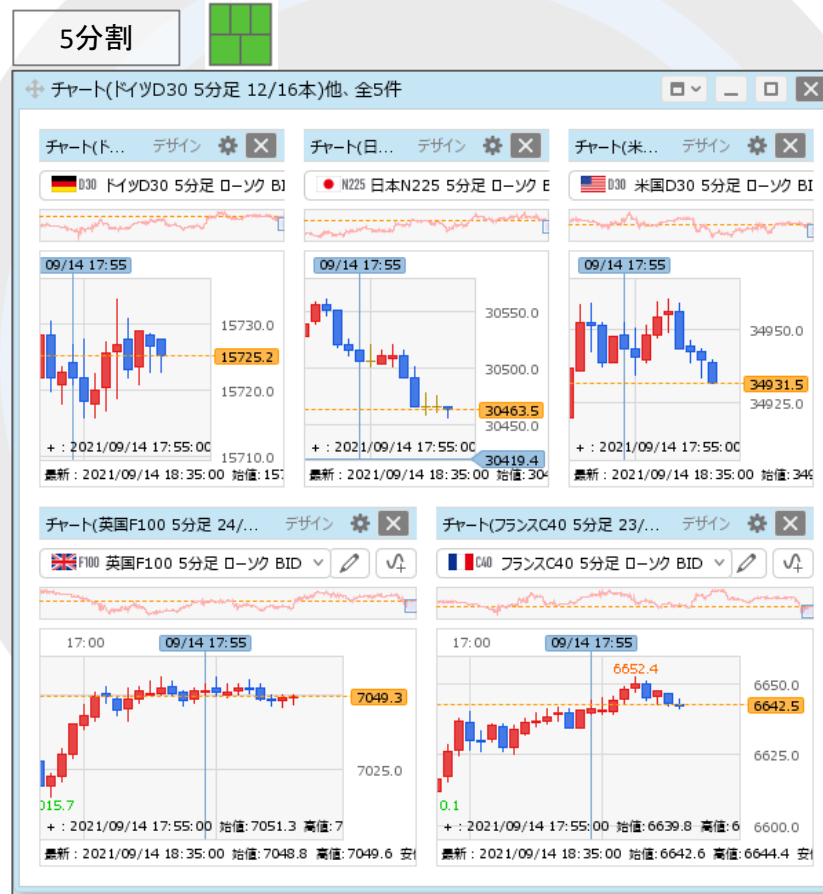 5分割
チャート(ドイツD30 5分足 12/16本)他、全5件
チャート(ド... デザイン
D30 ドイツD30 5分足 ローソク BI
09/14 17:55
15730.0
15725.2
15720.0
15710.0
+ : 2021/09/14 17:55:00
最新 : 2021/09/14 18:35:00 始値:157
チャート(日... デザイン
N225 日本N225 5分足 ローソク B
09/14 17:55
30550.0
30500.0
30463.5
30450.0
30419.4
+ : 2021/09/14 17:55:00
最新 : 2021/09/14 18:35:00 始値:304
チャート(米... デザイン
D30 米国D30 5分足 ローソク BI
09/14 17:55
34950.0
34931.5
34925.0
+ : 2021/09/14 17:55:00
最新 : 2021/09/14 18:35:00 始値:349
チャート(英国F100 5分足 24/... デザイン
F100 英国F100 5分足 ローソク BID
17:00 09/14 17:55
7049.3
7025.0
015.7
+ : 2021/09/14 17:55:00 始値:7051.3 高値:7
最新 : 2021/09/14 18:35:00 始値:7048.8 高値:7049.6 安
チャート(フランスC40 5分足 23/... デザイン
C40 フランスC40 5分足 ローソク BID
17:00 09/14 17:55
6652.4
6650.0
6642.5
6625.0
0.1
6600.0
+ : 2021/09/14 17:55:00 始値:6639.8 高値:6
最新 : 2021/09/14 18:35:00 始値:6642.6 高値:6644.4 安